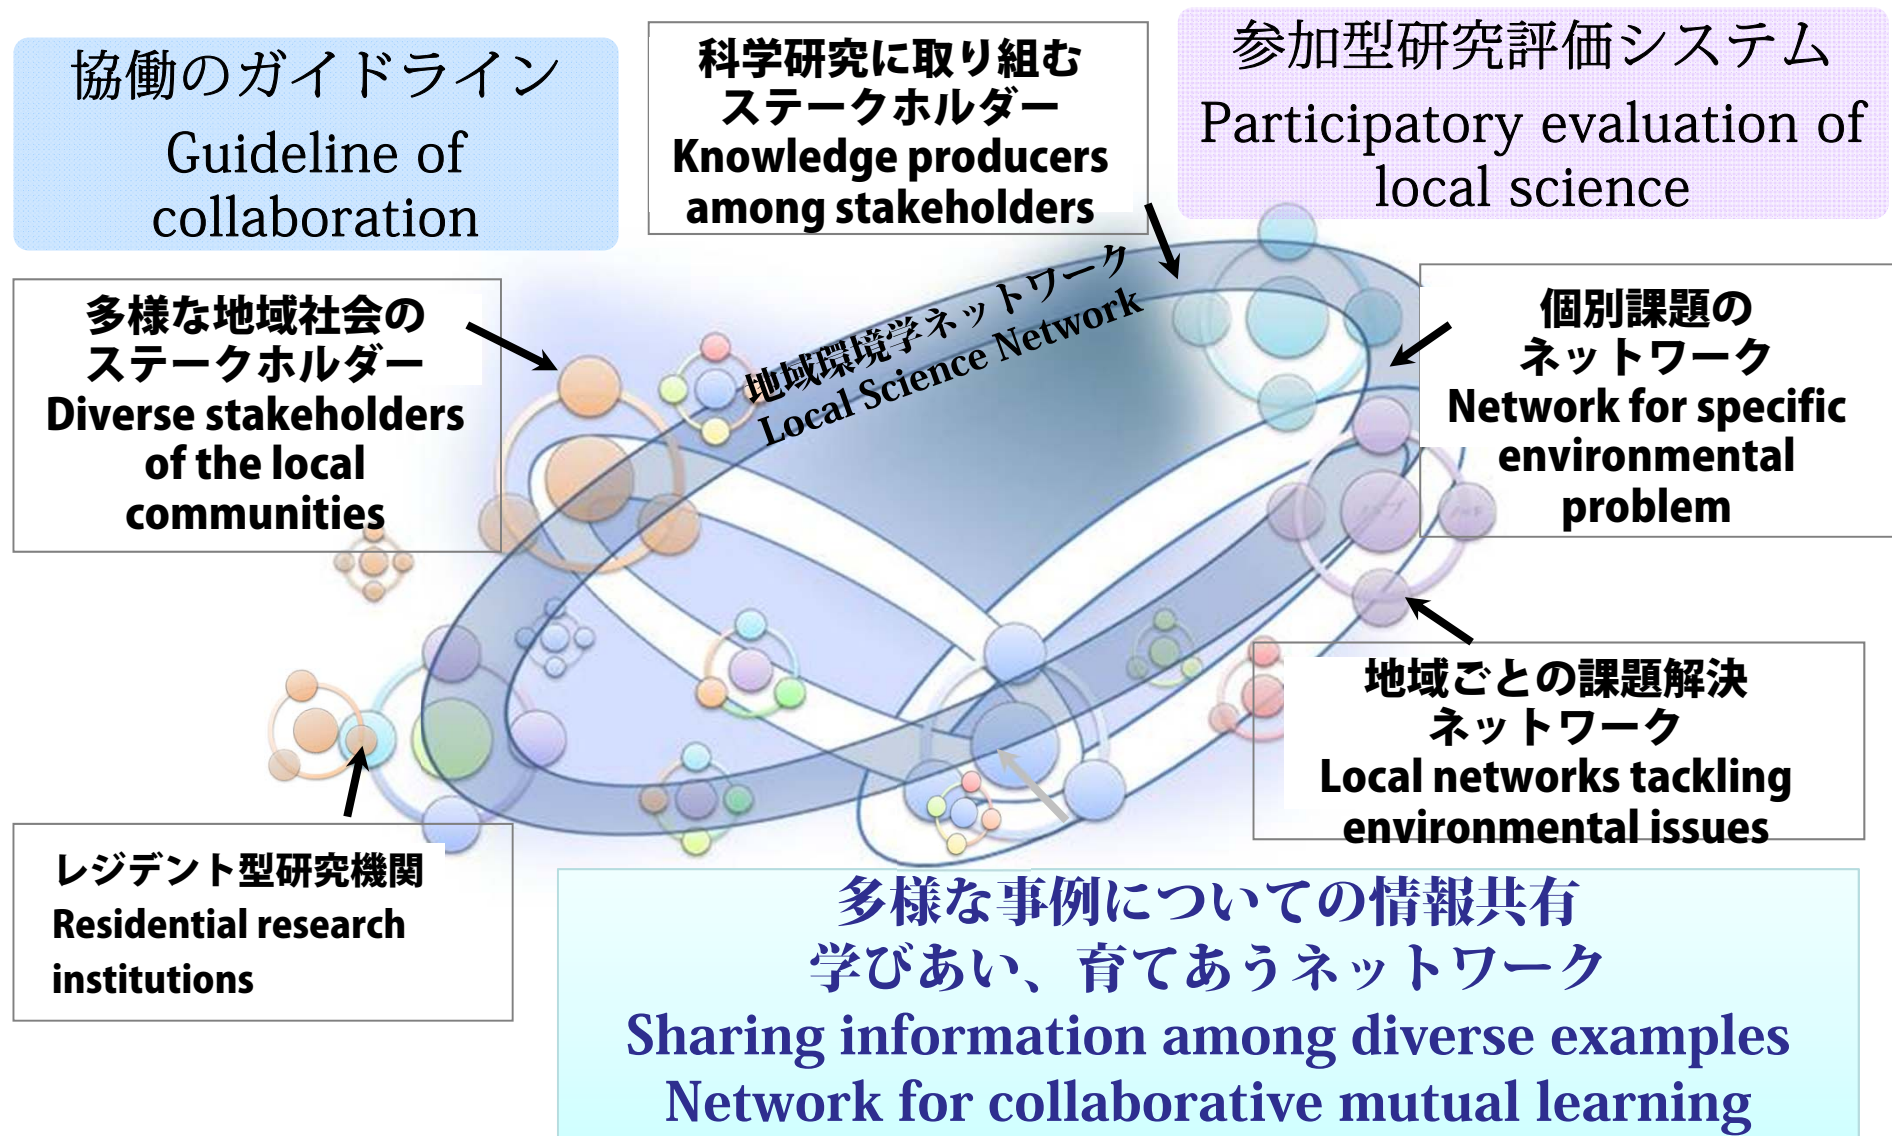 協働のガイドライン
Guideline of
collaboration
科学研究に取り組む
ステークホルダー
Knowledge producers
among stakeholders
参加型研究評価システム
Participatory evaluation of
local science
多様な地域社会の
ステークホルダー
Diverse stakeholders
of the local
communities
地域環境学ネットワーク
Local Science Network
個別課題の
ネットワーク
Network for specific
environmental
problem
地域ごとの課題解決
ネットワーク
Local networks tackling
environmental issues
レジデント型研究機関
Residential research
institutions
多様な事例についての情報共有
学びあい、育てあうネットワーク
Sharing information among diverse examples
Network for collaborative mutual learning